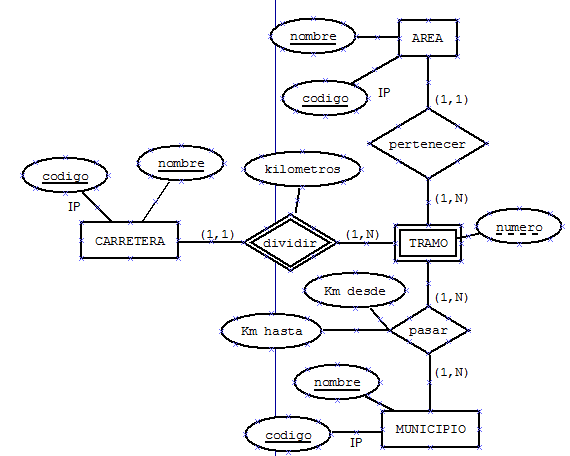 nombre
AREA
codigo
IP
(1,1)
pertenecer
nombre
codigo
kilometros
IP
(1,N)
CARRETERA
(1,1)
dividir
(1,N)
TRAMO
numero
Km desde
(1,N)
Km hasta
pasar
(1,N)
nombre
codigo
IP
MUNICIPIO